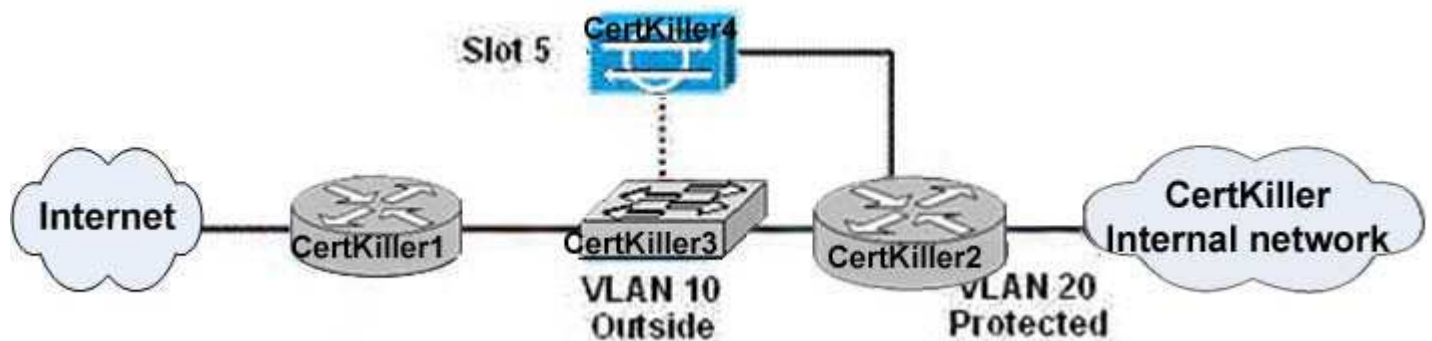 CertKiller4
Slot 5
Internet
CertKiller1
CertKiller3
CertKiller2
CertKiller
Internal network
VLAN 10
Outside
VLAN 20
Protected